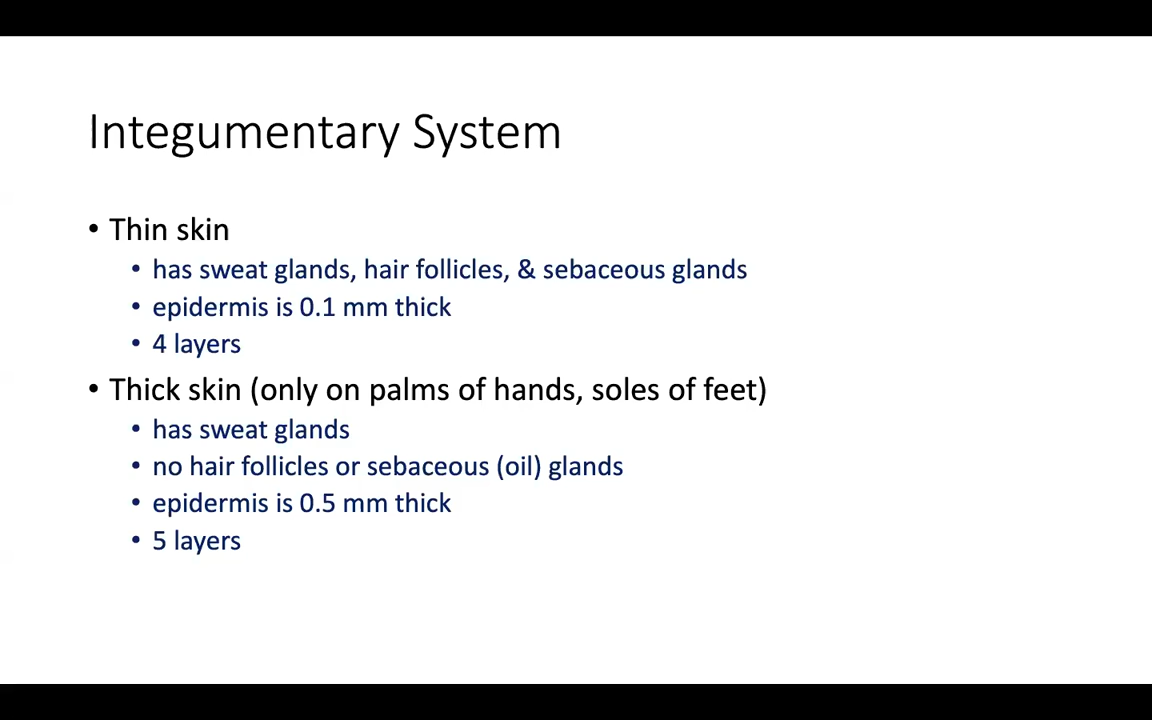 Integumentary System
• Thin skin
• has sweat glands, hair follicles, & sebaceous glands
• epidermis is 0.1 mm thick
• 4 layers
• Thick skin (only on palms of hands, soles of feet)
• has sweat glands
• no hair follicles or sebaceous (oil) glands
• epidermis is 0.5 mm thick
• 5 layers